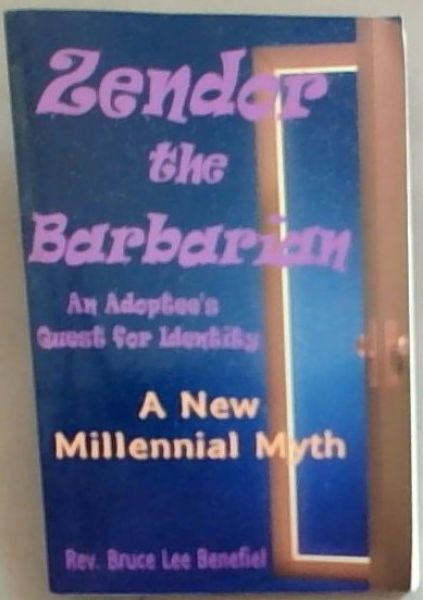 Zendor
the
Barbarian
An Adoptee's
Quest for Identity
A New
Millennial Myth
Rev. Bruce Lee Benefiel